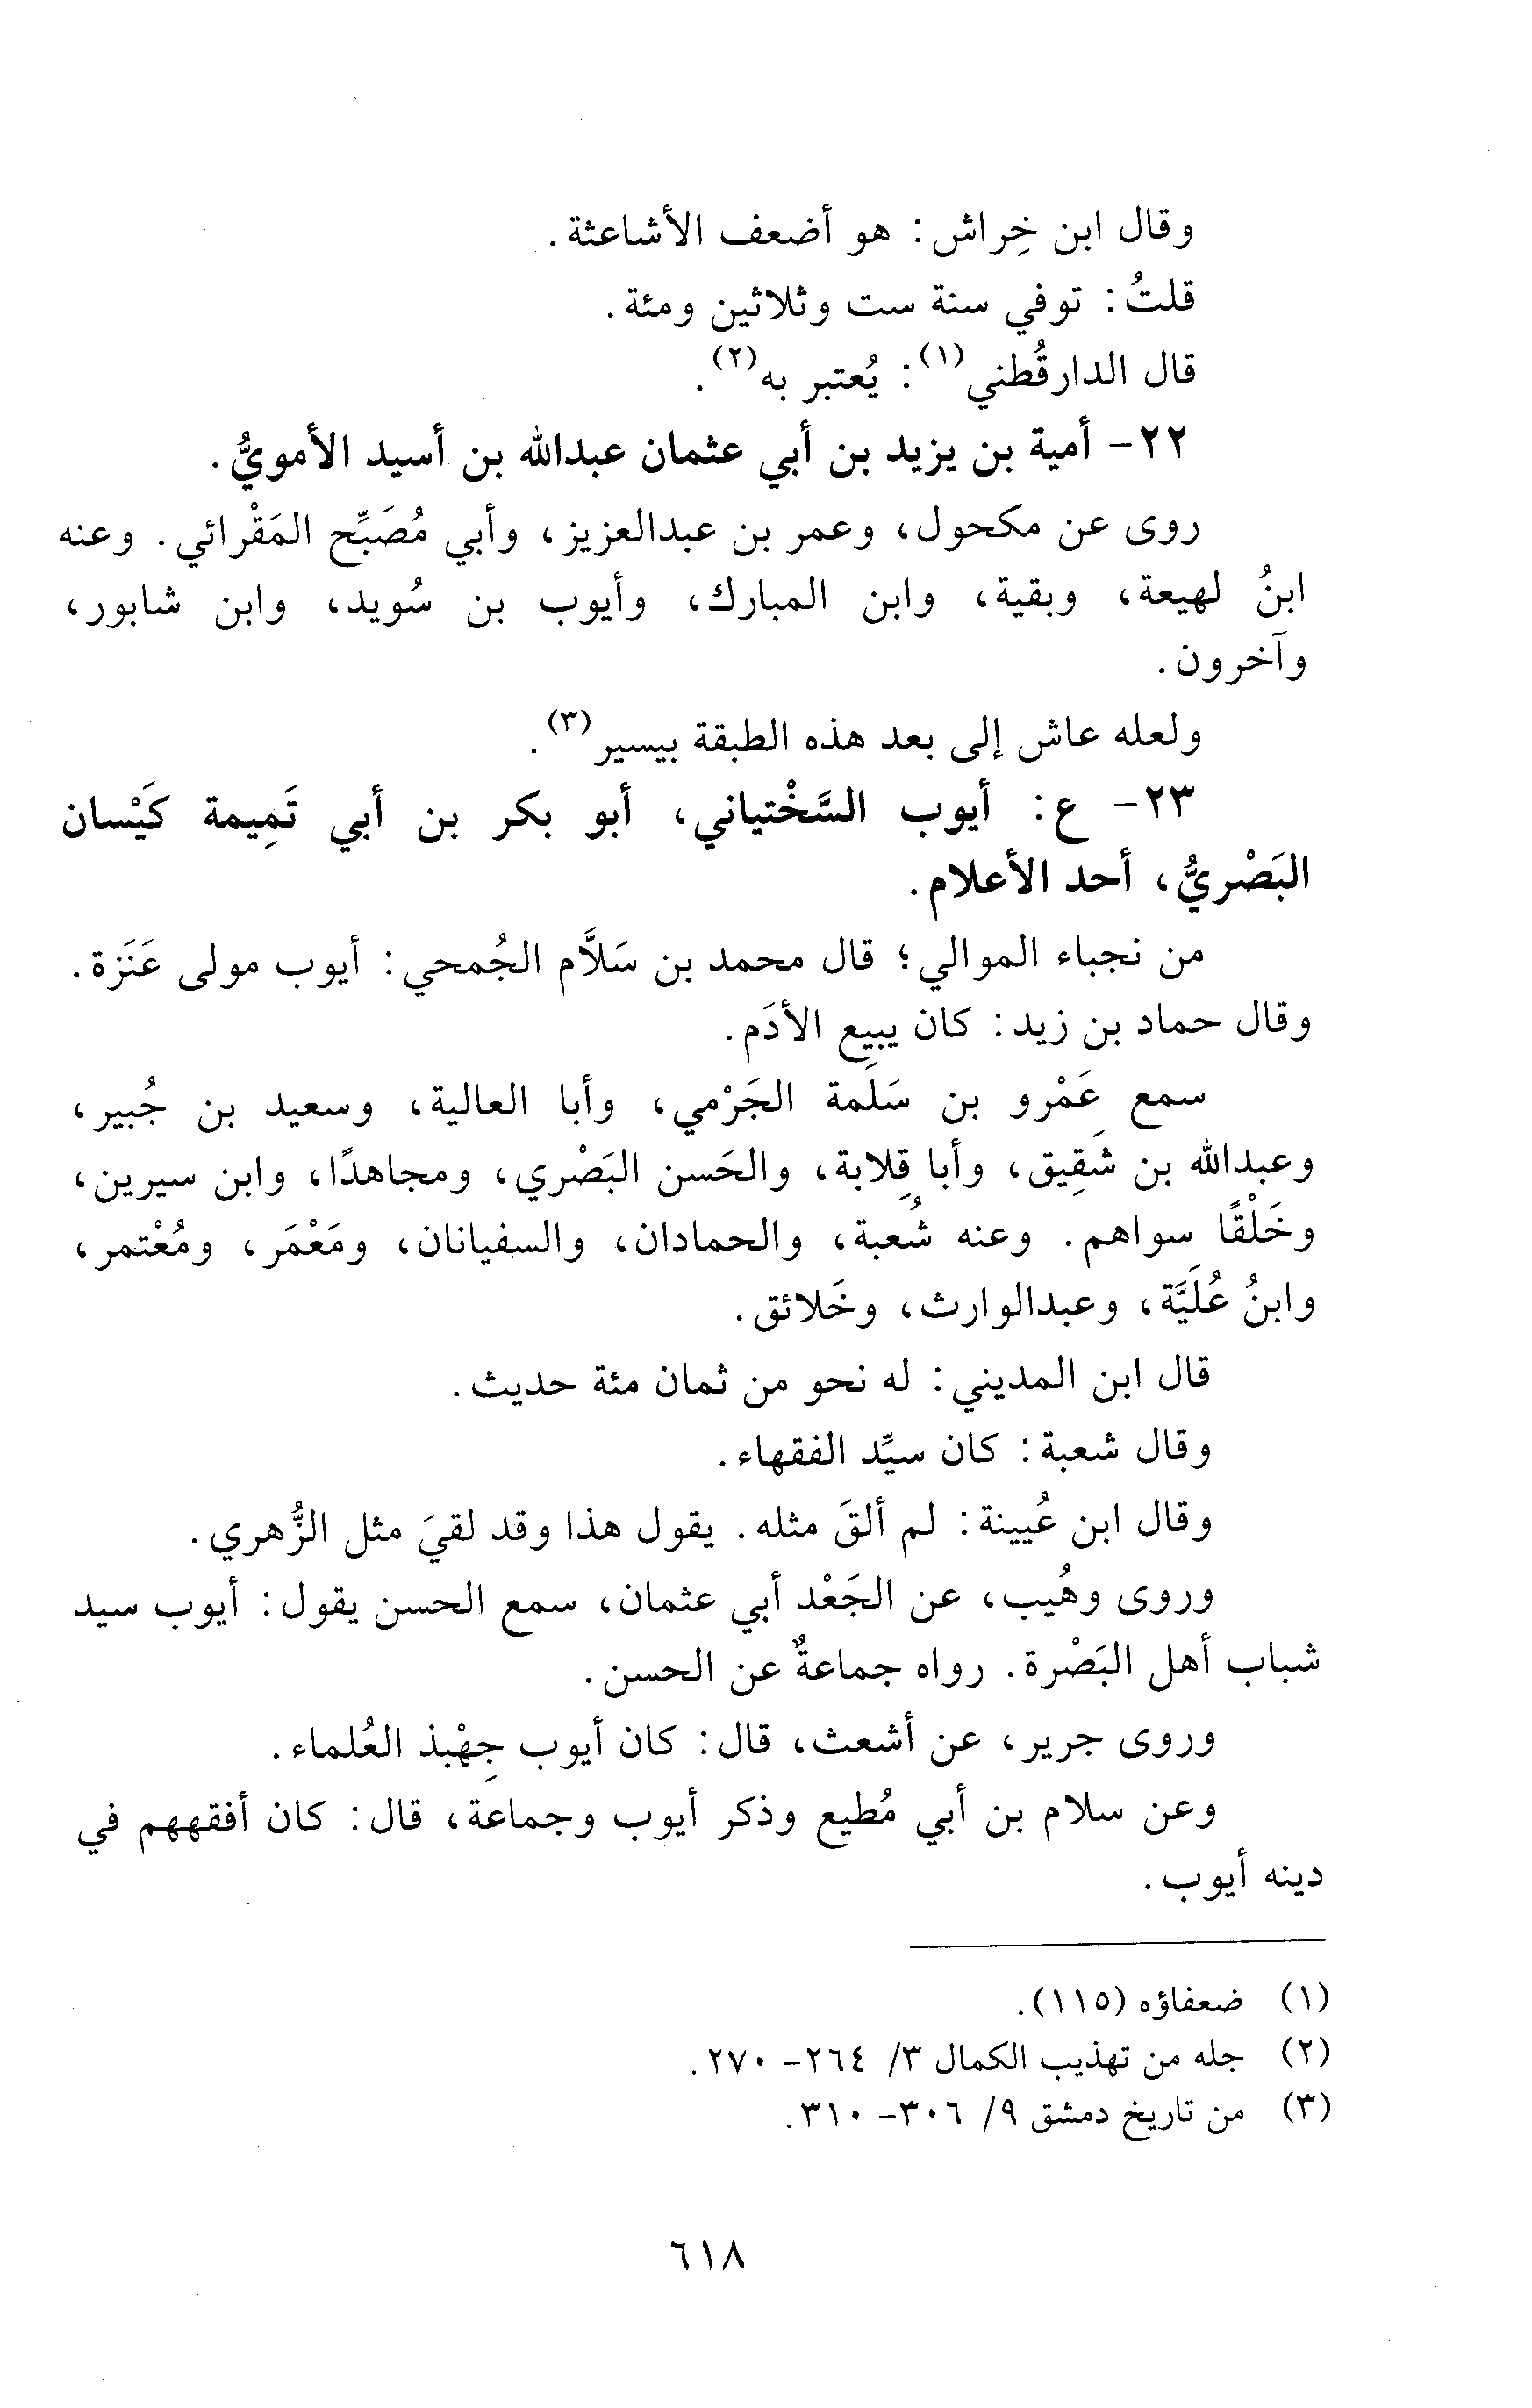 وقال ابن خِراش: هو أضعف الأشاعثة.
قلتُ: توفي سنة ست وثلاثين ومئة.
قال الدارقُطني(١): يُعتبر به(٢).
٢٢- أمية بن يزيد بن أبي عثمان عبدالله بن أسيد الأمويُّ.
روى عن مكحول، وعمر بن عبدالعزيز، وأبي مُصَبِّح المَقْرائي. وعنه
ابنُ لهيعة، وبقية، وابن المبارك، وأيوب بن سُويد، وابن شابور،
وآخرون.
ولعله عاش إلى بعد هذه الطبقة بيسير(٣).
٢٣- ع: أيوب السَّخْتياني، أبو بكر بن أبي تَمِيمة كَيْسان
البَصْريُّ، أحد الأعلام.
من نجباء الموالي؛ قال محمد بن سَلاَّم الجُمحي: أيوب مولى عَنَزة.
وقال حماد بن زيد: كان يبيع الأدَم.
سمع عَمْرو بن سَلِمة الجَرْمي، وأبا العالية، وسعيد بن جُبير،
وعبدالله بن شَقِيق، وأبا قِلابة، والحَسن البَصْري، ومجاهدًا، وابن سيرين،
وخَلْقًا سواهم. وعنه شُعبة، والحمادان، والسفيانان، ومَعْمَر، ومُعْتمر،
وابنُ عُلَيَّة، وعبدالوارث، وخَلائق.
قال ابن المديني: له نحو من ثمان مئة حديث.
وقال شعبة: كان سيِّد الفقهاء.
وقال ابن عُيينة: لم ألقَ مثله. يقول هذا وقد لقيَ مثل الزُّهري.
وروى وهُيب، عن الجَعْد أبي عثمان، سمع الحسن يقول: أيوب سيد
شباب أهل البَصْرة. رواه جماعةٌ عن الحسن.
وروى جرير، عن أشعث، قال: كان أيوب جِهْبذ العُلماء.
وعن سلام بن أبي مُطيع وذكر أيوب وجماعة، قال: كان أفقههم في
دينه أيوب.
(١) ضعفاؤه (١١٥).
(٢) جله من تهذيب الكمال ٣/ ٢٦٤- ٢٧٠.
(٣) من تاريخ دمشق ٩/ ٣٠٦- ٣١٠.
٦١٨